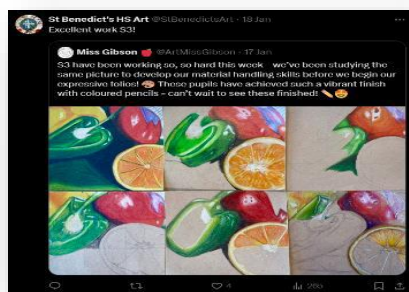 St Benedict's HS Art @StBenedictsArt · 18 Jan
Excellent work S3!
Miss Gibson 🍎 @ArtMissGibson · 17 Jan
S3 have been working so, so hard this week - we've been studying the
same picture to develop our material handling skills before we begin our
expressive folios! 🎨 These pupils have achieved such a vibrant finish
with coloured pencils - can't wait to see these finished! ✏️🤩
4